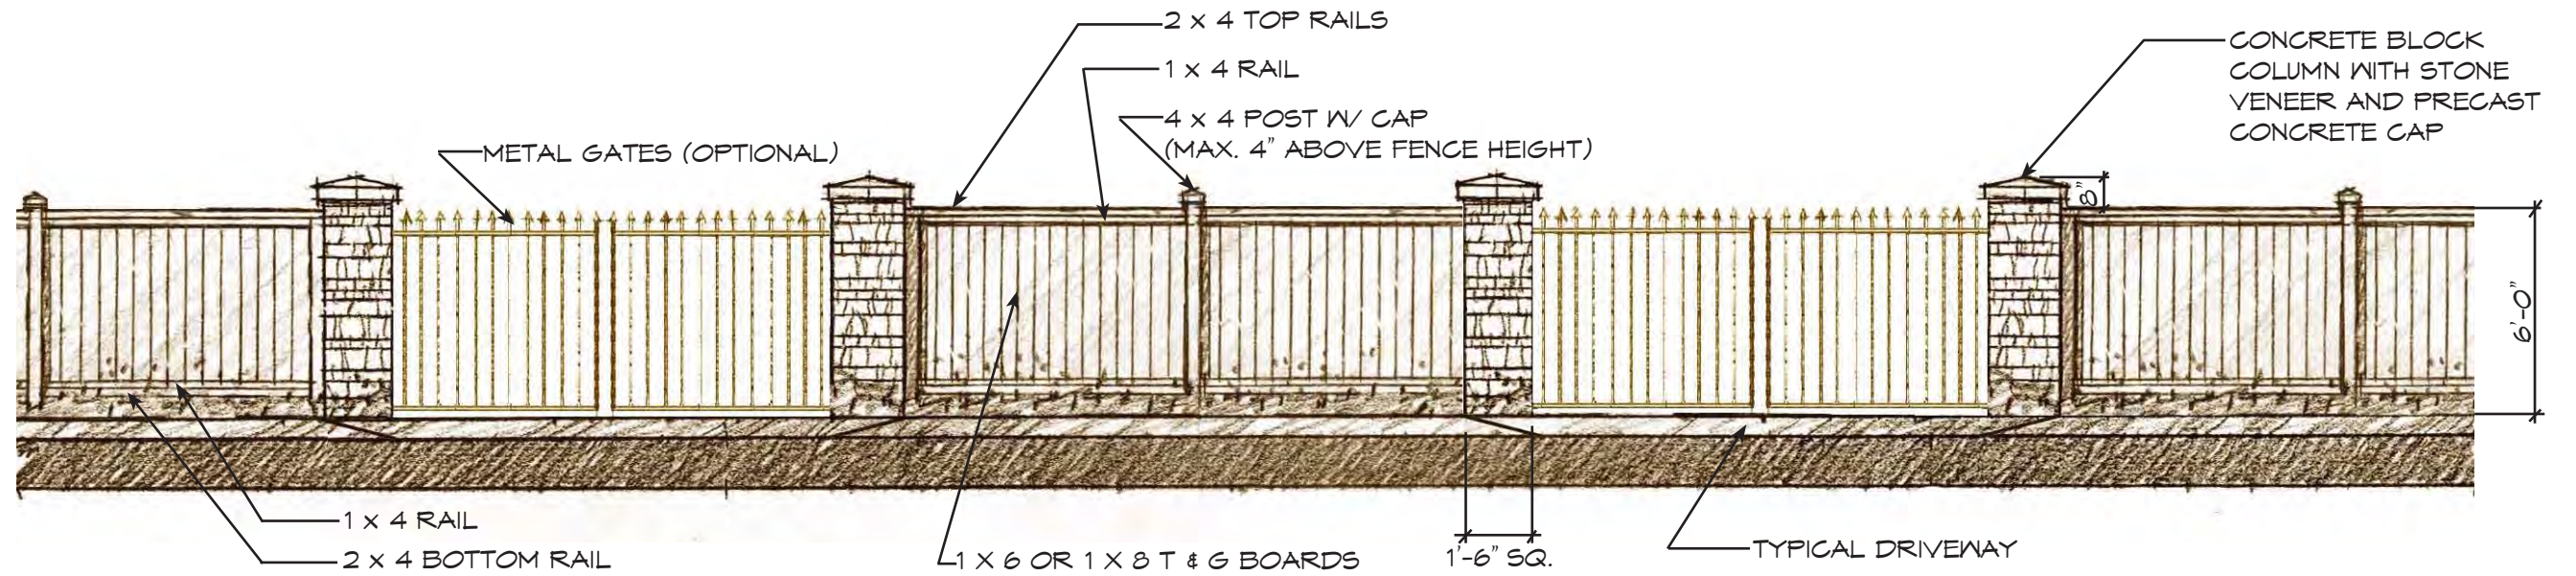 2 x 4 TOP RAILS
1 x 4 RAIL
4 x 4 POST W/ CAP
(MAX. 4" ABOVE FENCE HEIGHT)
METAL GATES (OPTIONAL)
CONCRETE BLOCK
COLUMN WITH STONE
VENEER AND PRECAST
CONCRETE CAP
8"
6'-0"
1 x 4 RAIL
2 x 4 BOTTOM RAIL
1 X 6 OR 1 X 8 T & G BOARDS
1'-6" SQ.
TYPICAL DRIVEWAY